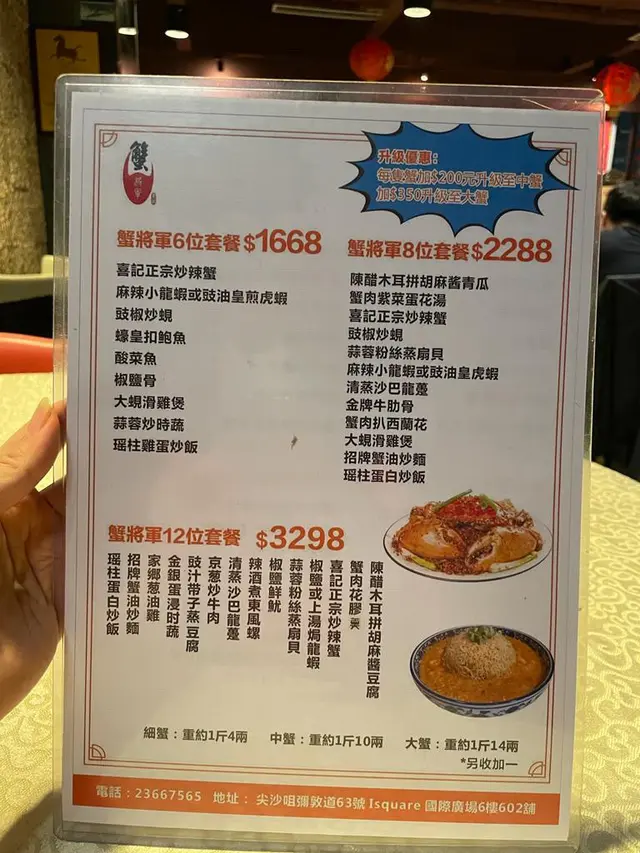 蟹
升級優惠：
每隻蟹加$200元升級至中蟹
加$350升級至大蟹
蟹將軍6位套餐 $1668
喜記正宗炒辣蟹
麻辣小龍蝦或豉油皇煎虎蝦
豉椒炒蜆
蠔皇扣鮑魚
酸菜魚
椒鹽骨
大蜆滑雞煲
蒜蓉炒時蔬
瑶柱雞蛋炒飯
蟹將軍8位套餐 $2288
陳醋木耳拼胡麻醬青瓜
蟹肉紫菜蛋花湯
喜記正宗炒辣蟹
豉椒炒蜆
蒜蓉粉絲蒸扇貝
麻辣小龍蝦或豉油皇虎蝦
清蒸沙巴龍躉
金牌牛肋骨
蟹肉扒西蘭花
大蜆滑雞煲
招牌蟹油炒麵
瑶柱蛋白炒飯
蟹將軍12位套餐 $3298
陳醋木耳拼胡麻醬豆腐
蟹肉花膠羹
喜記正宗炒辣蟹
椒鹽或上湯焗龍蝦
蒜蓉粉絲蒸扇貝
椒鹽鮮魷
辣酒煮東風螺
清蒸沙巴龍躉
京葱炒牛肉
豉汁带子蒸豆腐
金銀蛋浸时蔬
家鄉葱油雞
招牌蟹油炒麵
瑶柱蛋白炒飯
細蟹：重約1斤4兩 中蟹：重約1斤10兩 大蟹：重約1斤14兩
*另收加一
電話：23667565 地址： 尖沙咀彌敦道63號 Isquare 國際廣場6樓602舖